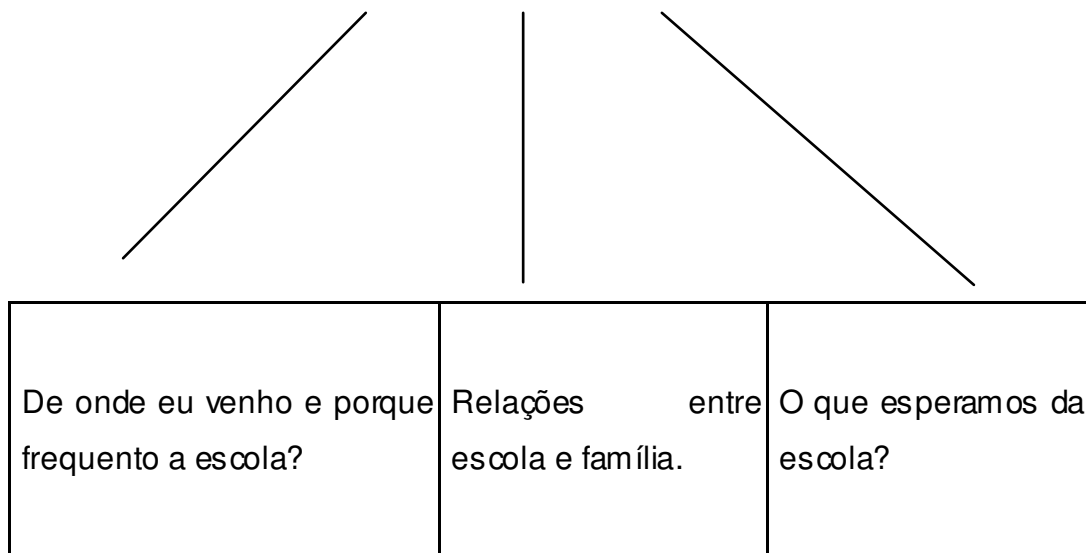 De onde eu venho e porque
frequento a escola?
Relações entre
escola e família.
O que esperamos da
escola?